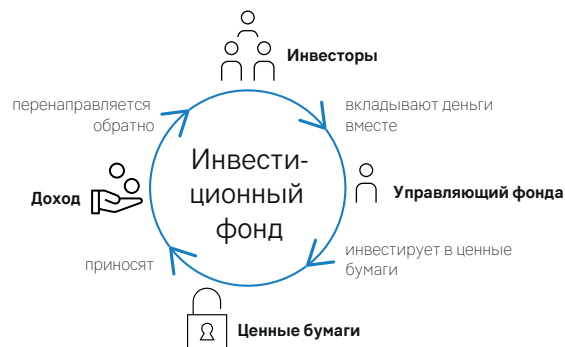 Инвесторы
перенаправляется
обратно
вкладывают деньги
вместе
Инвести-
ционный
фонд
Доход
Управляющий фонда
приносят
инвестирует в ценные
бумаги
Ценные бумаги